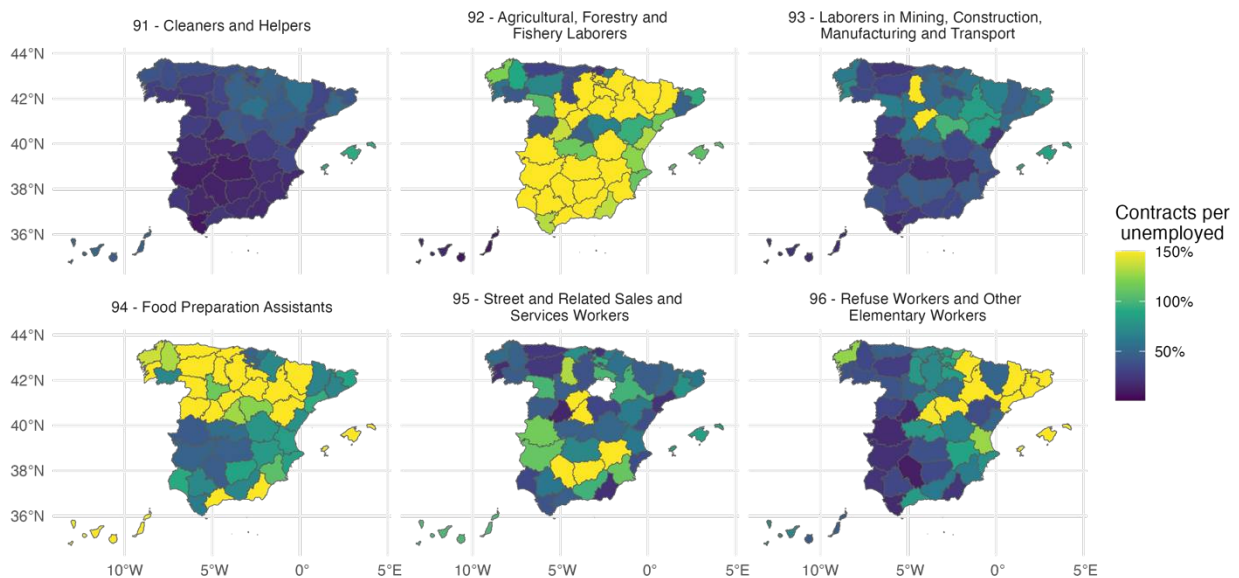 91 - Cleaners and Helpers
92 - Agricultural, Forestry and
Fishery Laborers
93 - Laborers in Mining, Construction,
Manufacturing and Transport
44°N
42°N
40°N
38°N
36°N
94 - Food Preparation Assistants
95 - Street and Related Sales and
Services Workers
96 - Refuse Workers and Other
Elementary Workers
44°N
42°N
40°N
38°N
36°N
10°W
5°W
0°
5°E
10°W
5°W
0°
5°E
10°W
5°W
0°
5°E
Contracts per
unemployed
150%
100%
50%